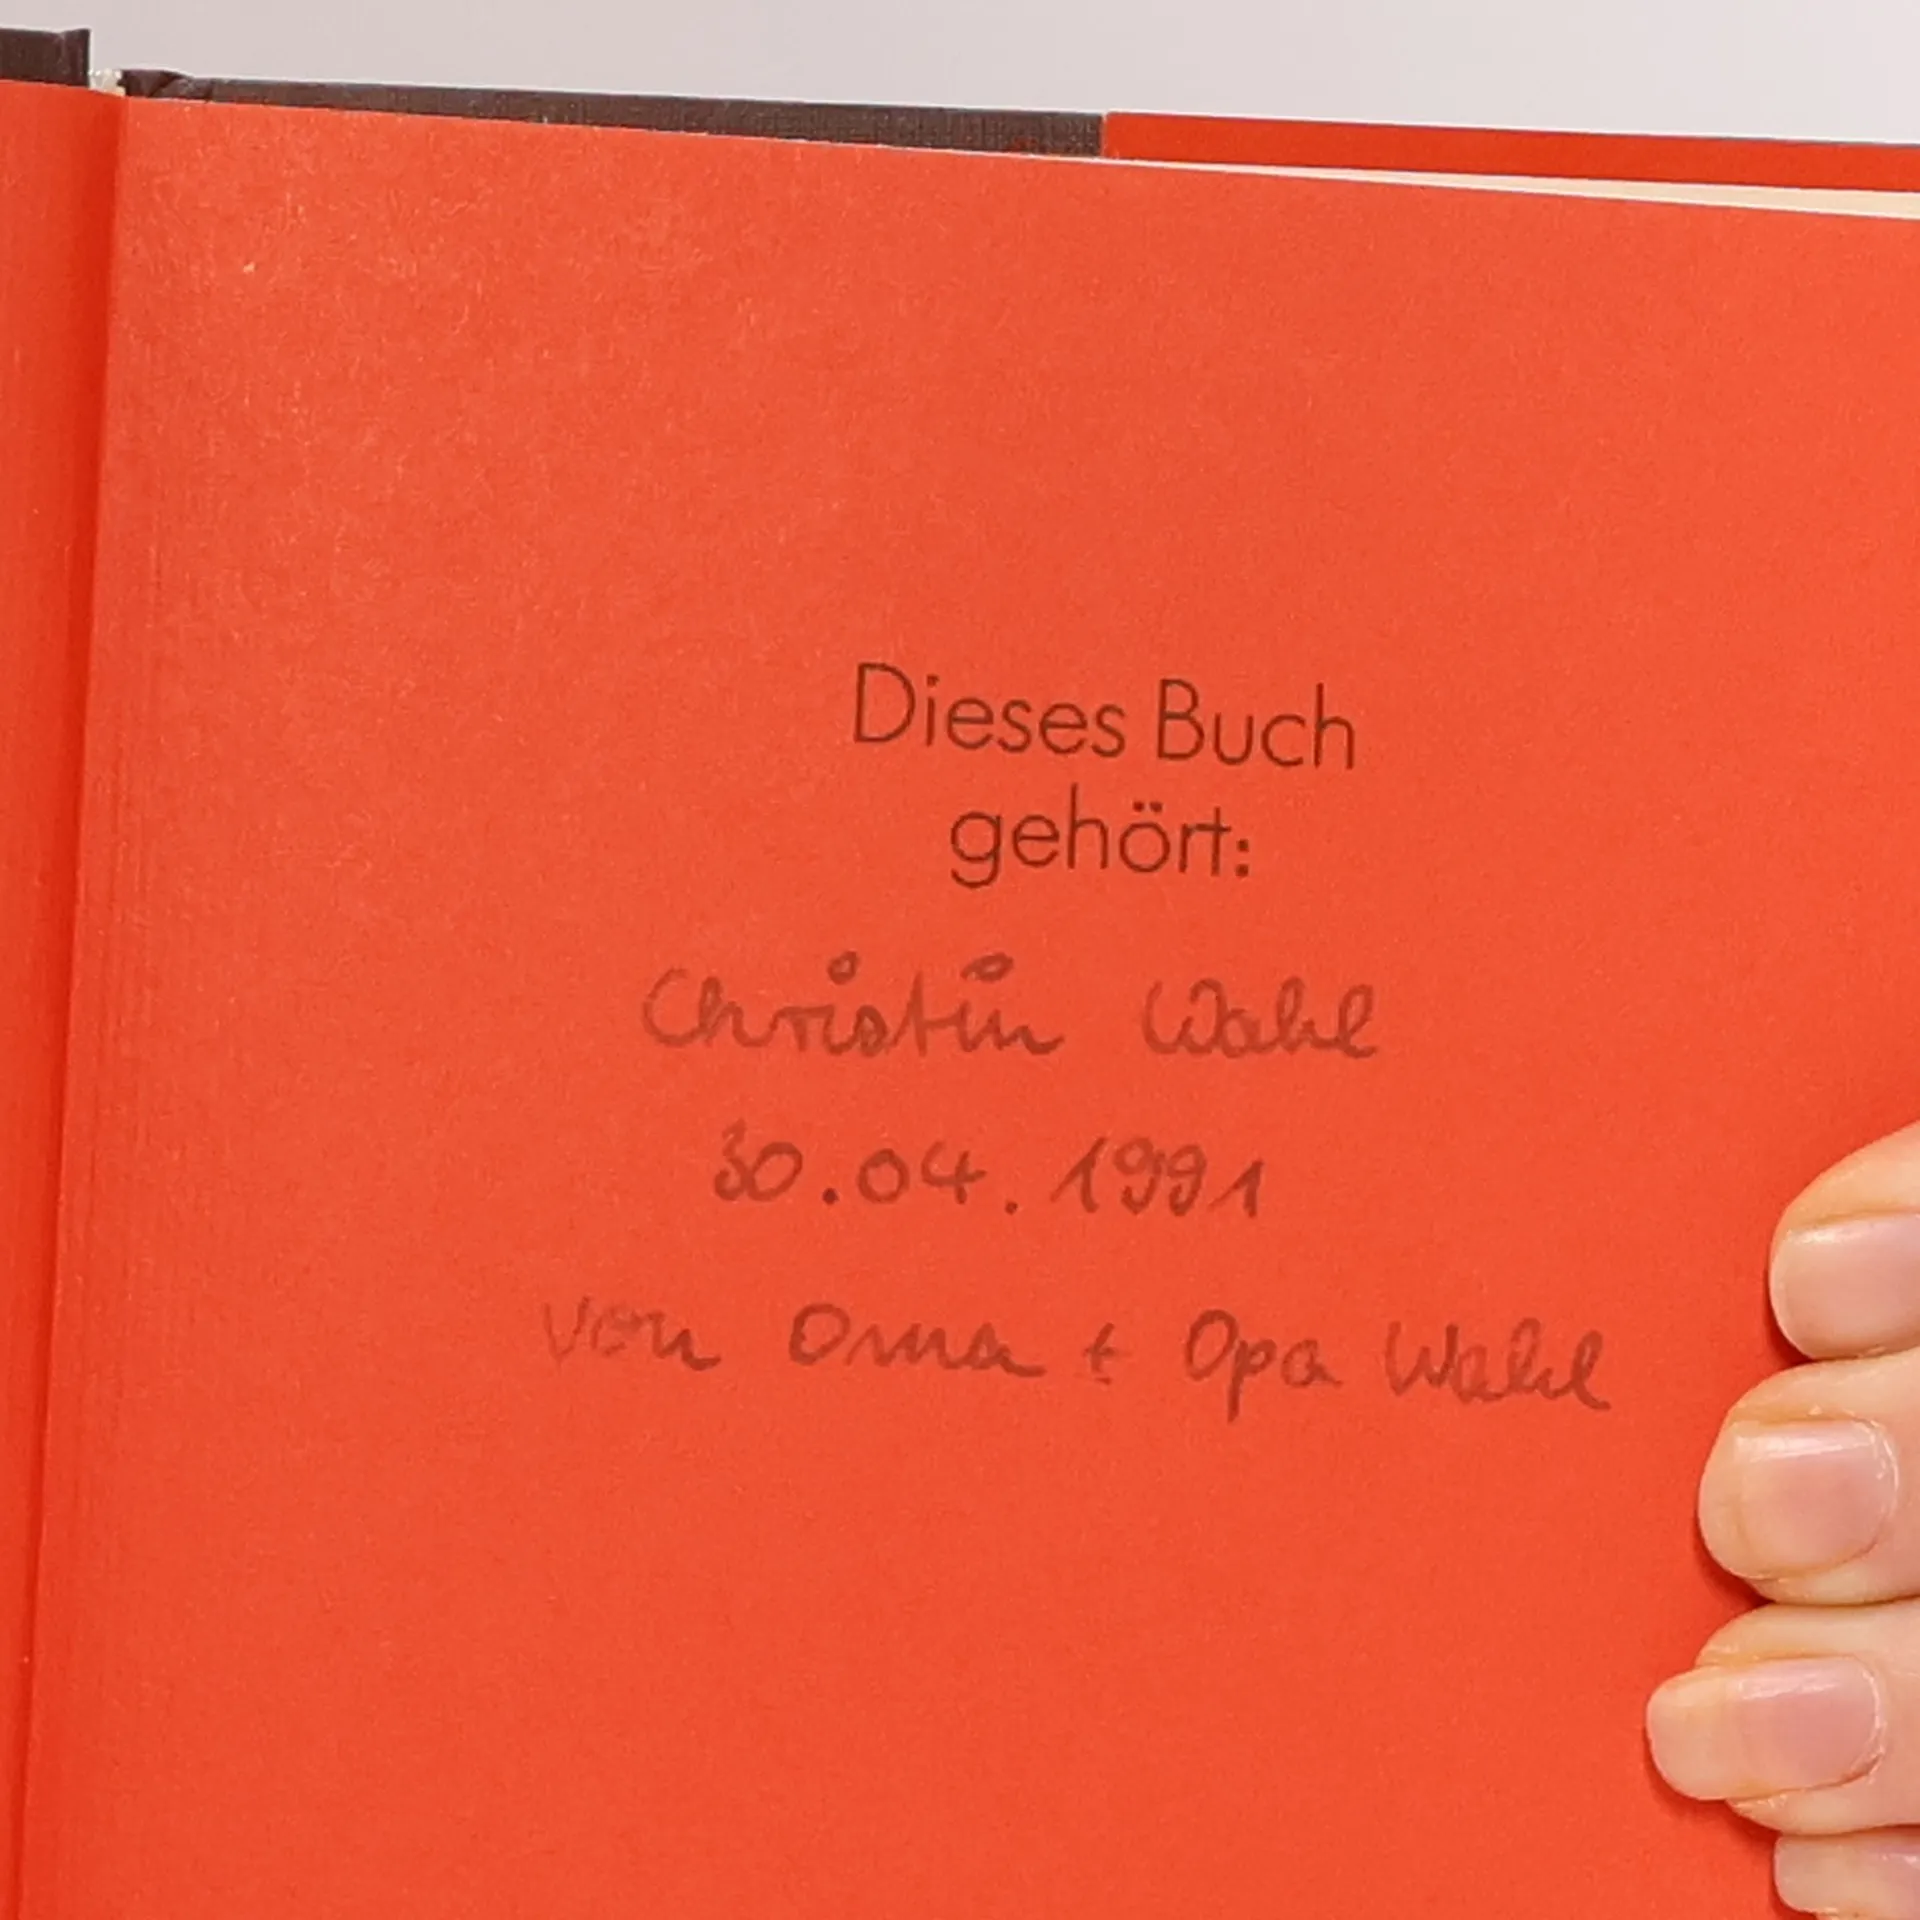 Dieses Buch
gehört:
Christin Wahl
30.04.1991
von Oma + Opa Wahl